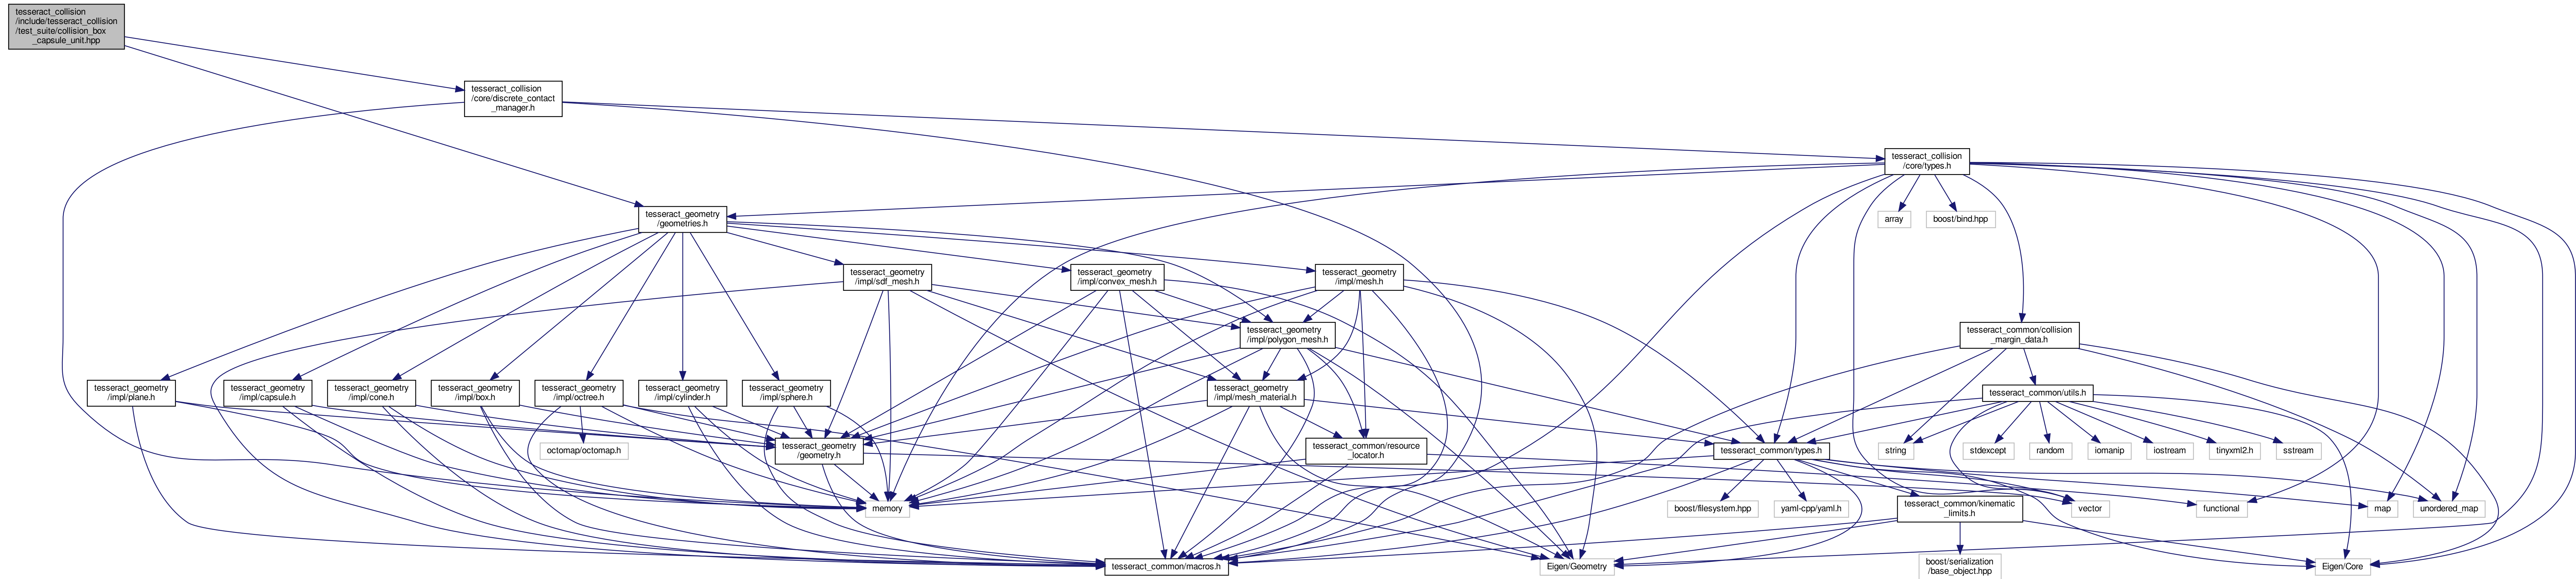 tesseract_collision
/include/tesseract_collision
/test_suite/collision_box
_capsule_unit.hpp
tesseract_collision
/core/discrete_contact
_manager.h
tesseract_collision
/core/types.h
tesseract_geometry
/geometries.h
array
boost/bind.hpp
tesseract_geometry
/impl/sdf_mesh.h
tesseract_geometry
/impl/convex_mesh.h
tesseract_geometry
/impl/mesh.h
tesseract_geometry
/impl/polygon_mesh.h
tesseract_common/collision
_margin_data.h
tesseract_geometry
/impl/plane.h
tesseract_geometry
/impl/capsule.h
tesseract_geometry
/impl/cone.h
tesseract_geometry
/impl/box.h
tesseract_geometry
/impl/octree.h
tesseract_geometry
/impl/cylinder.h
tesseract_geometry
/impl/sphere.h
tesseract_geometry
/impl/mesh_material.h
tesseract_common/utils.h
octomap/octomap.h
tesseract_geometry
/geometry.h
tesseract_common/resource
_locator.h
tesseract_common/types.h
string
stdexcept
random
iomanip
iostream
tinyxml2.h
sstream
memory
boost/filesystem.hpp
yaml-cpp/yaml.h
tesseract_common/kinematic
_limits.h
vector
functional
map
unordered_map
tesseract_common/macros.h
Eigen/Geometry
boost/serialization
/base_object.hpp
Eigen/Core